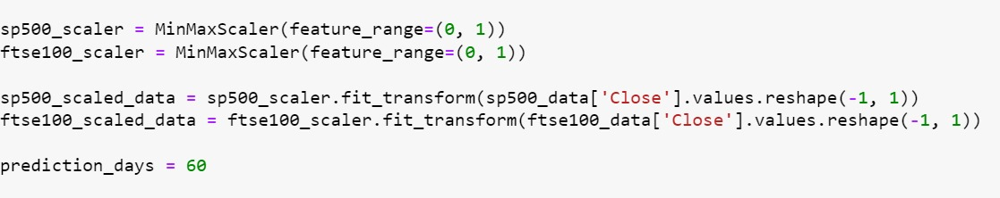 sp500_scaler = MinMaxScaler(feature_range=(0, 1))
ftse100_scaler = MinMaxScaler(feature_range=(0, 1))
sp500_scaled_data = sp500_scaler.fit_transform(sp500_data['Close'].values.reshape(-1, 1))
ftse100_scaled_data = ftse100_scaler.fit_transform(ftse100_data['Close'].values.reshape(-1, 1))
prediction_days = 60